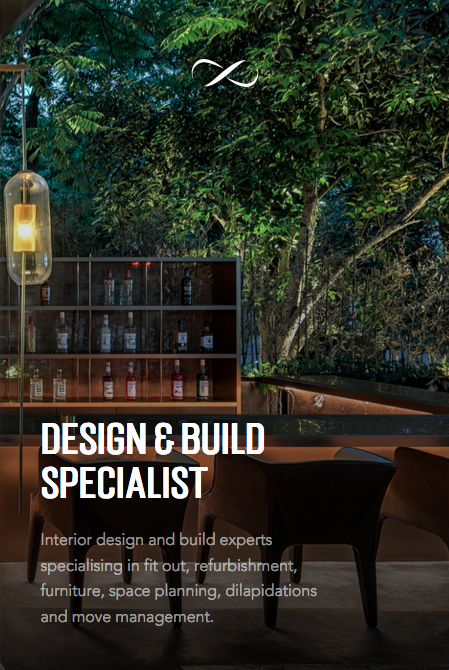 DESIGN & BUILD
SPECIALIST
Interior design and build experts
specialising in fit out, refurbishment,
furniture, space planning, dilapidations
and move management.